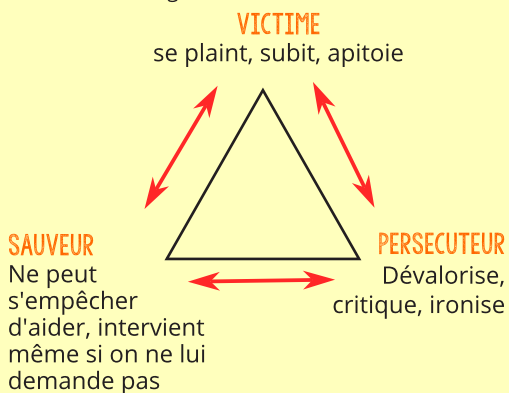 VICTIME
se plaint, subit, apitoie
SAUVEUR
Ne peut
s'empêcher
d'aider, intervient
même si on ne lui
demande pas
PERSECUTEUR
Dévalorise,
critique, ironise